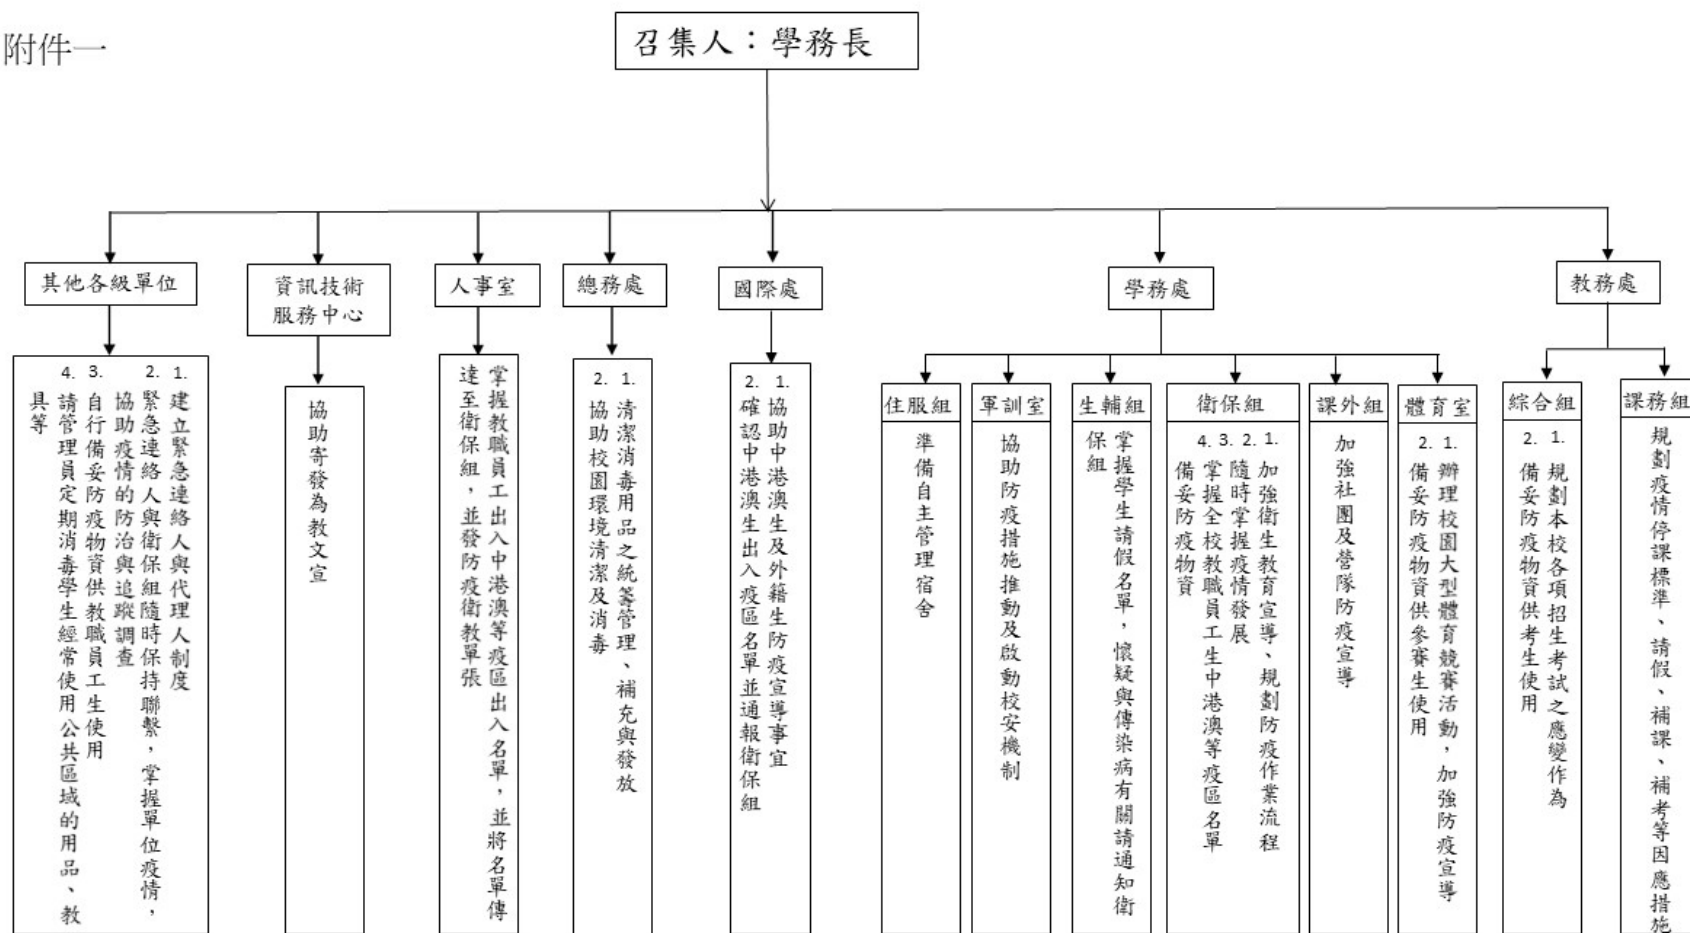 附件一
召集人：學務長
其他各級單位
1. 建立緊急連絡人與代理人制度
2. 緊急連絡人與衛保組隨時保持聯繫，掌握單位疫情，
協助疫情的防治與追蹤調查
3. 自行備妥防疫物資供教職員工生使用
4. 請管理員定期消毒學生經常使用公共區域的用品、教
具等
資訊技術
服務中心
協助寄發為教文宣
人事室
掌握教職員工出入中港澳等疫區出入名單，並將名單傳
達至衛保組，並發防疫衛教單張
總務處
1. 清潔消毒用品之統籌管理、補充與發放
2. 協助校園環境清潔及消毒
國際處
1. 協助中港澳生及外籍生防疫宣導事宜
2. 確認中港澳生出入疫區名單並通報衛保組
學務處
住服組
準備自主管理宿舍
軍訓室
協助防疫措施推動及啟動校安機制
生輔組
掌握學生請假名單，懷疑與傳染病有關請通知衛
保組
衛保組
1. 加強衛生教育宣導、規劃防疫作業流程
2. 隨時掌握疫情發展
3. 掌握全校教職員工生中港澳等疫區名單
4. 備妥防疫物資
課外組
加強社團及營隊防疫宣導
體育室
1. 辦理校園大型體育競賽活動，加強防疫宣導
2. 備妥防疫物資供參賽生使用
教務處
綜合組
1. 規劃本校各項招生考試之應變作為
2. 備妥防疫物資供考生使用
課務組
規劃疫情停課標準、請假、補課、補考等因應措施